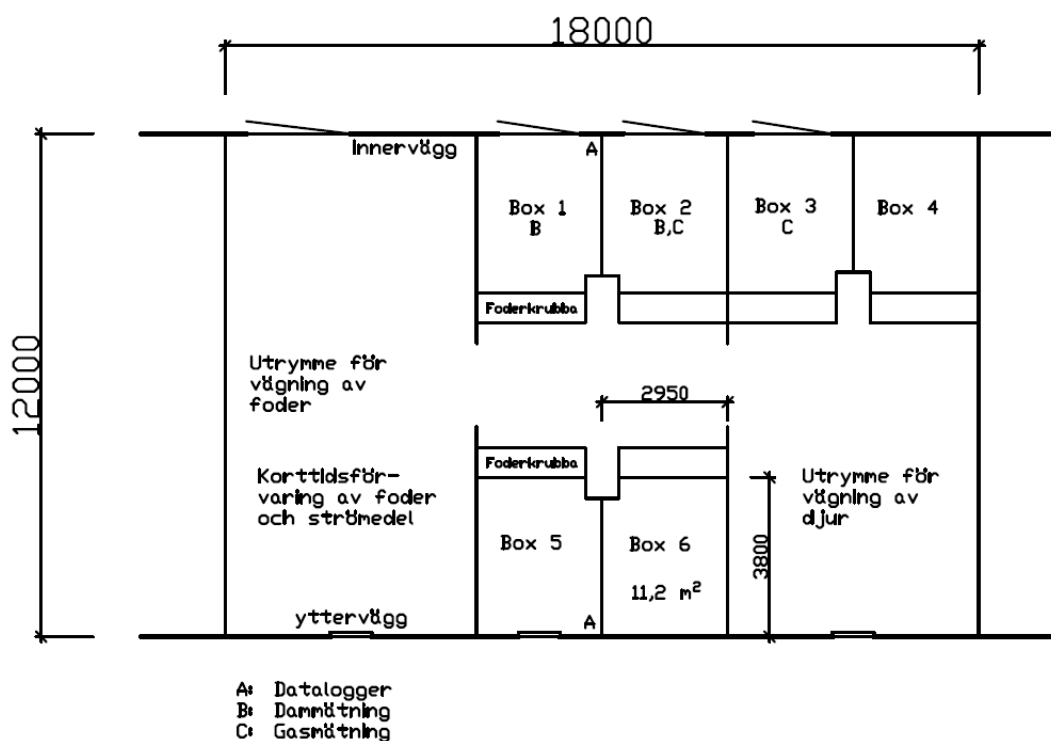 18000
Innervägg
A
Box 1
B
Box 2
B,C
Box 3
C
Box 4
Foderkrubba
12000
Utrymme för
vägning av
foder
2950
Foderkrubba
Korttidsför-
varing av foder
och strömedel
Utrymme för
vägning av
djur
Box 5
Box 6
3800
11,2 m²
yttervägg
A
A: Datalogger
B: Dammätning
C: Gasmätning